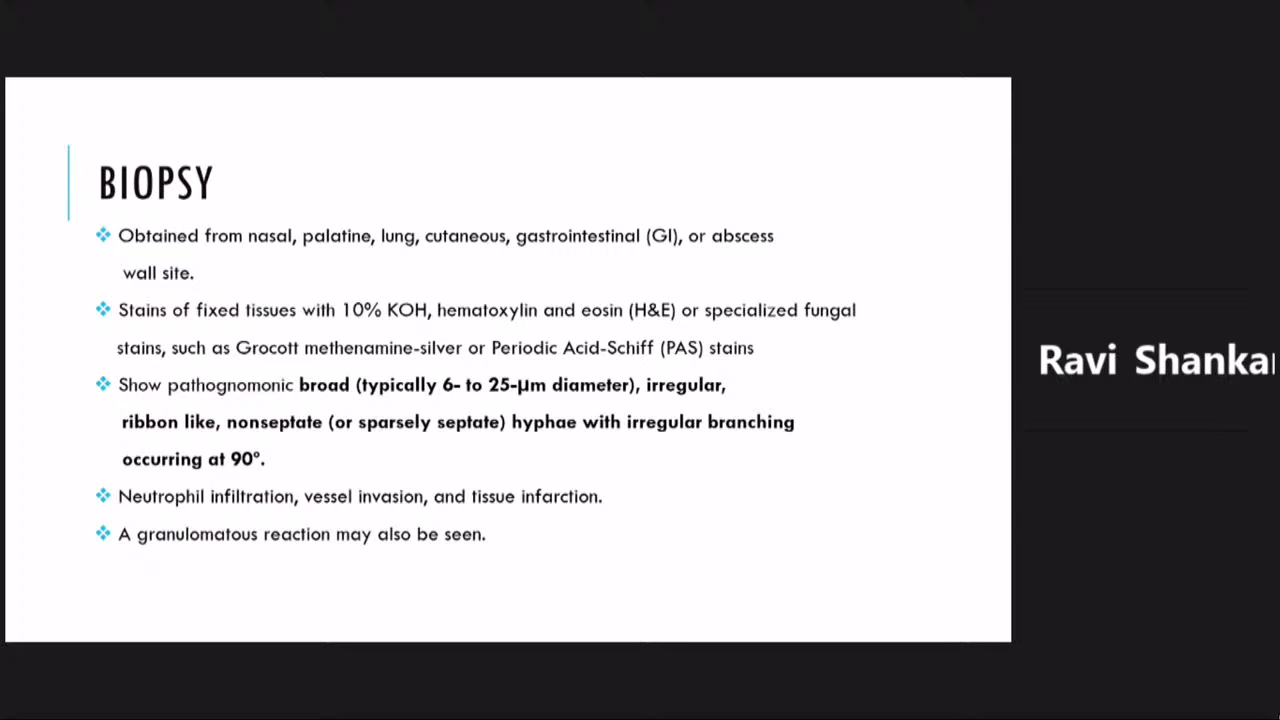 BIOPSY
Obtained from nasal, palatine, lung, cutaneous, gastrointestinal (GI), or abscess
wall site.
Stains of fixed tissues with 10% KOH, hematoxylin and eosin (H&E) or specialized fungal
stains, such as Grocott methenamine-silver or Periodic Acid-Schiff (PAS) stains
Show pathognomonic broad (typically 6- to 25-µm diameter), irregular,
ribbon like, nonseptate (or sparsely septate) hyphae with irregular branching
occurring at 90°.
Neutrophil infiltration, vessel invasion, and tissue infarction.
A granulomatous reaction may also be seen.
Ravi Shanka